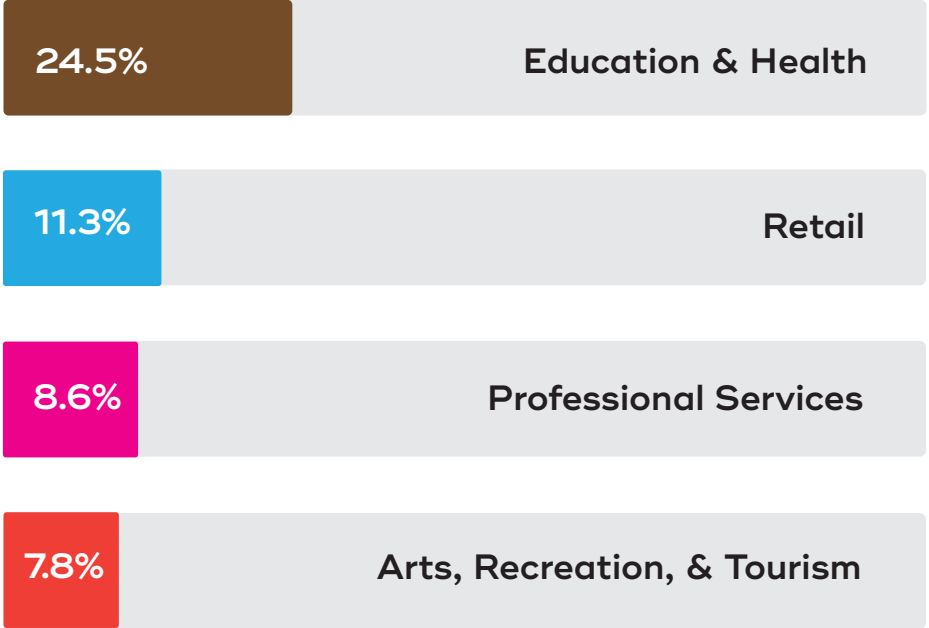 24.5% Education & Health
11.3% Retail
8.6% Professional Services
7.8% Arts, Recreation, & Tourism